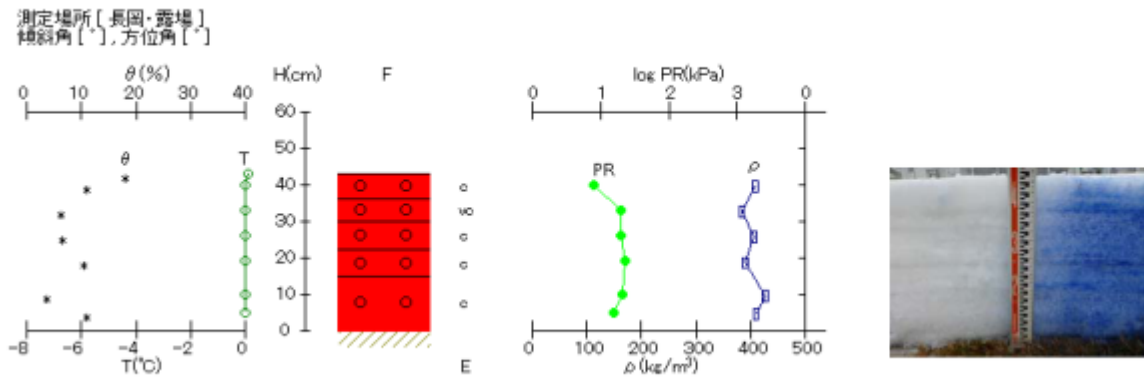 測定場所[ 長岡・露場 ]
傾斜角[°], 方位角[°]
θ(%) H(cm) F log PR(kPa)
0 10 20 30 40 0 1 2 3 0
60
50
θ T PR ρ
40 c
vc
30
c
20
c
10 c
0
-8 -6 -4 -2 0 0 100 200 300 400 500
T(°C) E ρ(kg/m³)